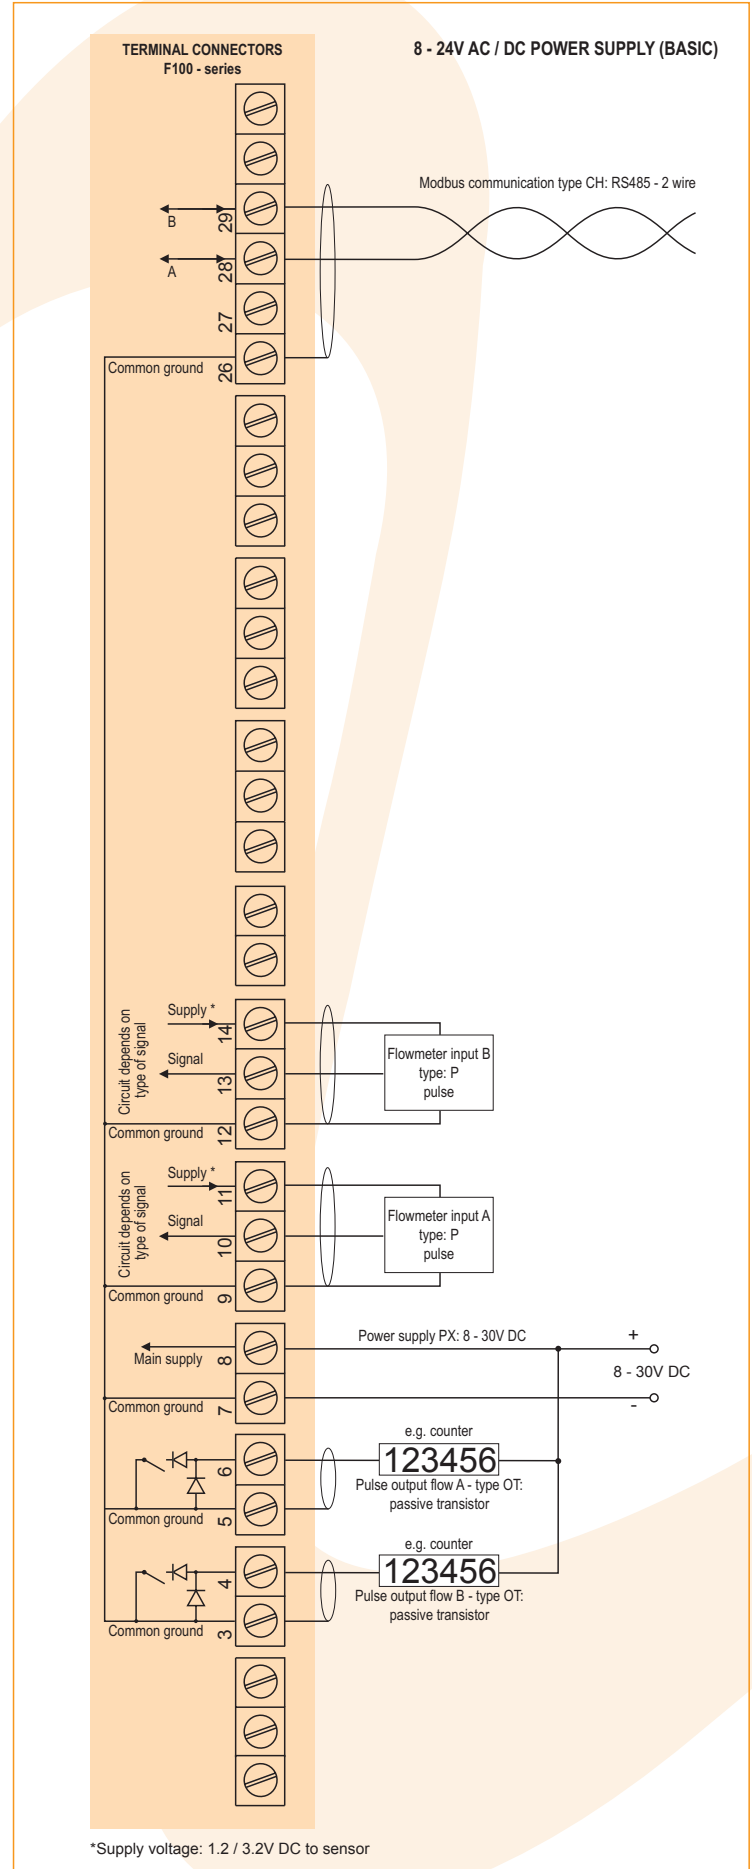 TERMINAL CONNECTORS
F100 - series
8 - 24V AC / DC POWER SUPPLY (BASIC)
Modbus communication type CH: RS485 - 2 wire
B
29
A
28
27
Common ground
26
Supply *
14
Circuit depends on
type of signal
Signal
13
Flowmeter input B
type: P
pulse
Common ground
12
Supply *
11
Circuit depends on
type of signal
Signal
10
Flowmeter input A
type: P
pulse
Common ground
9
Power supply PX: 8 - 30V DC
+
Main supply
8
8 - 30V DC
Common ground
7
-
e.g. counter
6
123456
Pulse output flow A - type OT:
passive transistor
Common ground
5
e.g. counter
4
123456
Pulse output flow B - type OT:
passive transistor
Common ground
3
*Supply voltage: 1.2 / 3.2V DC to sensor